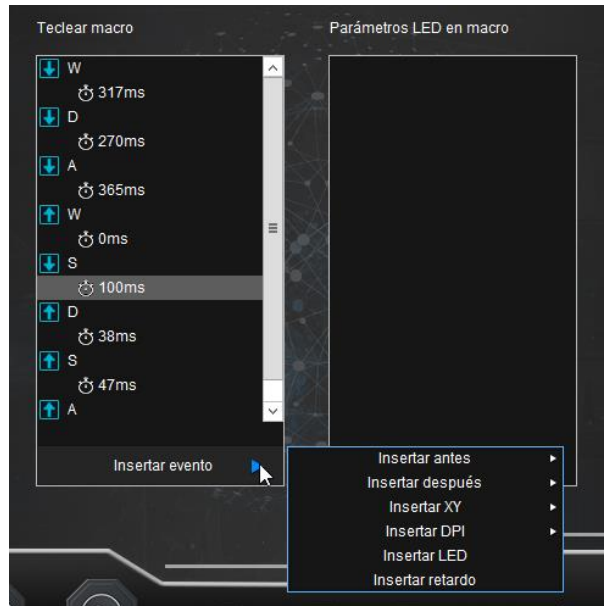 Teclear macro
Parámetros LED en macro
W
317ms
D
270ms
A
365ms
W
0ms
S
100ms
D
38ms
S
47ms
A
Insertar evento
Insertar antes
Insertar después
Insertar XY
Insertar DPI
Insertar LED
Insertar retardo